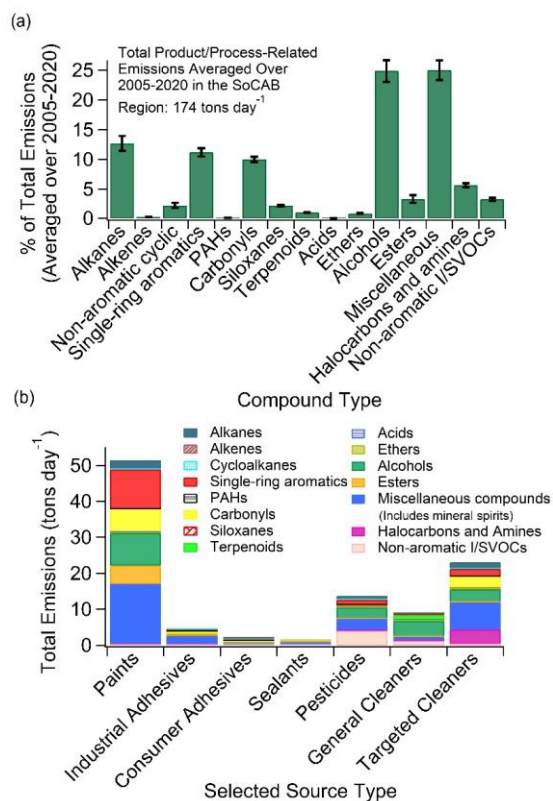 (a)
Total Product/Process-Related
Emissions Averaged Over
2005-2020 in the SoCAB
Region: 174 tons day⁻¹
% of Total Emissions
(Averaged over 2005-2020)
25
20
15
10
5
0
Alkanes
Alkenes
Non-aromatic cyclic
Single-ring aromatics
PAHs
Carbonyls
Siloxanes
Terpenoids
Acids
Ethers
Alcohols
Esters
Miscellaneous
Halocarbons and amines
Non-aromatic I/SVOCs
Compound Type
(b)
Alkanes
Alkenes
Cycloalkanes
Single-ring aromatics
PAHs
Carbonyls
Siloxanes
Terpenoids
Acids
Ethers
Alcohols
Esters
Miscellaneous compounds
(Includes mineral spirits)
Halocarbons and Amines
Non-aromatic I/SVOCs
Total Emissions (tons day⁻¹)
50
40
30
20
10
0
Paints
Industrial Adhesives
Consumer Adhesives
Sealants
Pesticides
General Cleaners
Targeted Cleaners
Selected Source Type